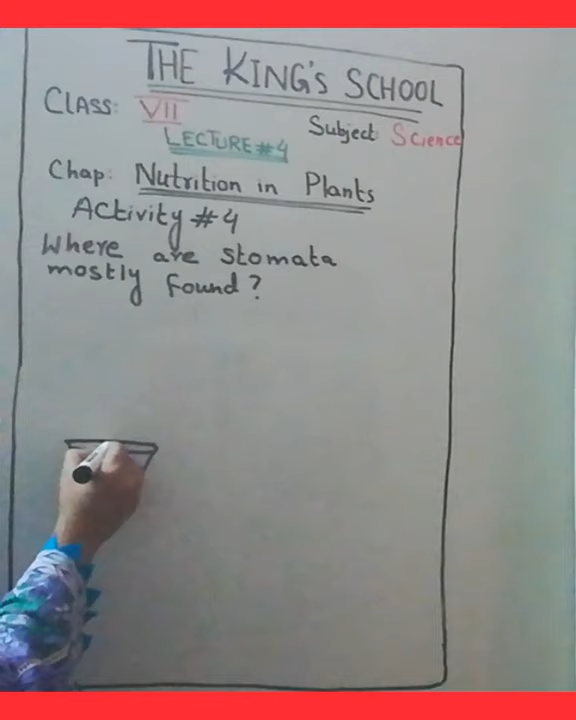 THE KING'S SCHOOL
CLASS: VII
Subject: Science
LECTURE #4
Chap: Nutrition in Plants
Activity #4
Where are stomata
mostly found?